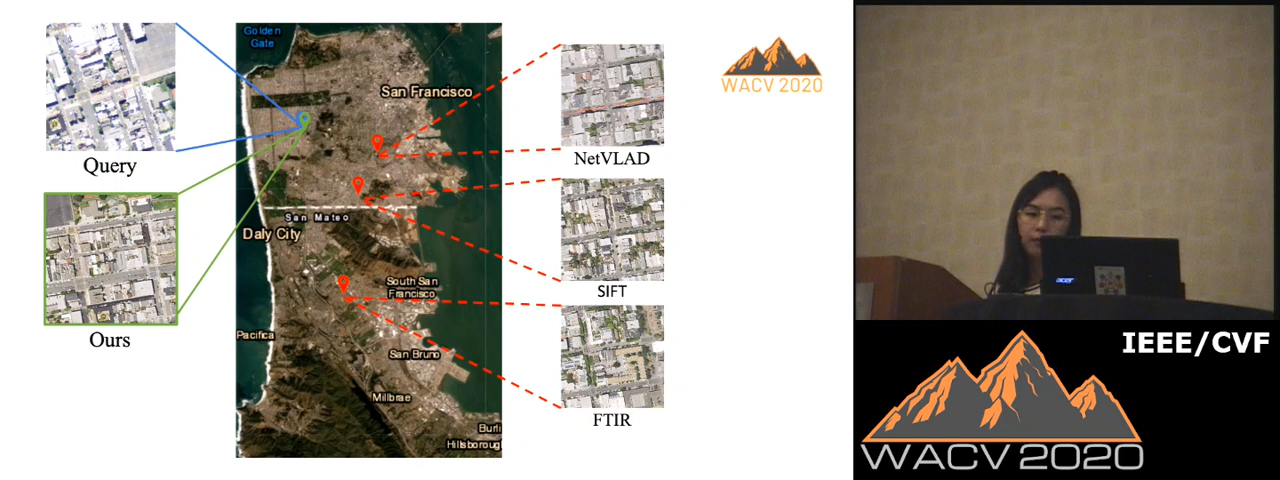 Golden
Gate
San Francisco
San Mateo
Daly City
South San
Francisco
Pacifica
San Bruno
Millbrae
Burli
Hillsboroug
Query
Ours
NetVLAD
SIFT
FTIR
WACV 2020
acer
IEEE/CVF
WACV 2020